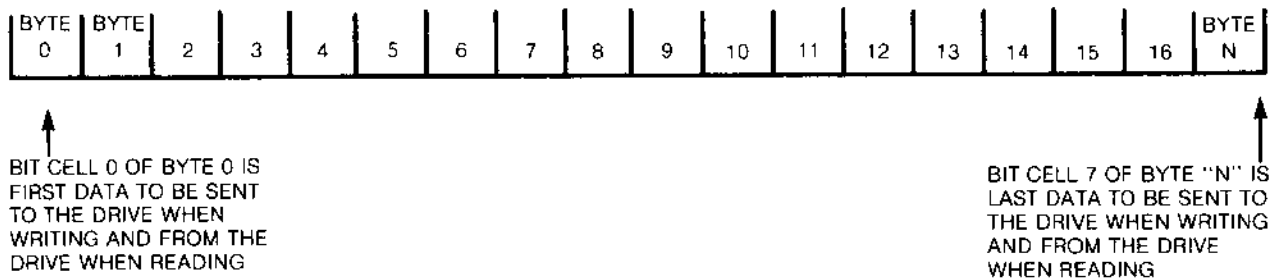 BYTE BYTE BYTE
0 1 2 3 4 5 6 7 8 9 10 11 12 13 14 15 16 N
BIT CELL 0 OF BYTE 0 IS
FIRST DATA TO BE SENT
TO THE DRIVE WHEN
WRITING AND FROM THE
DRIVE WHEN READING
BIT CELL 7 OF BYTE "N" IS
LAST DATA TO BE SENT TO
THE DRIVE WHEN WRITING
AND FROM THE DRIVE
WHEN READING